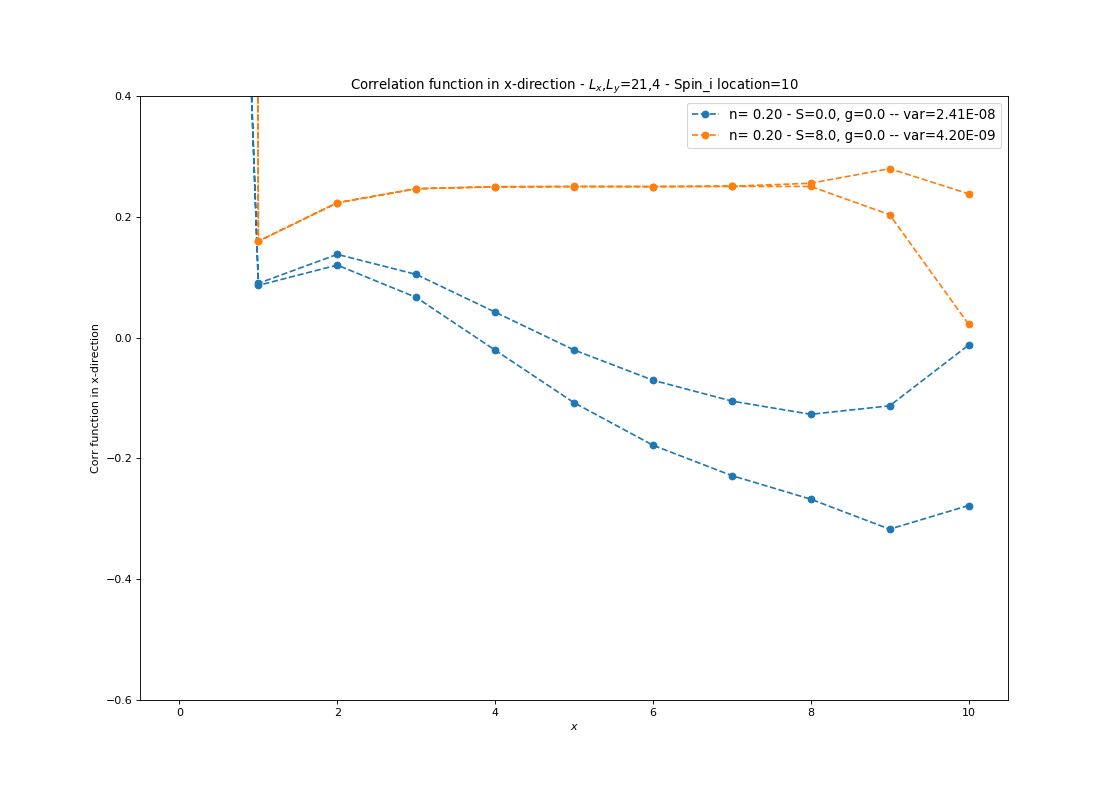 Correlation function in x-direction - Lx,Ly=21,4 - Spin_i location=10
n= 0.20 - S=0.0, g=0.0 -- var=2.41E-08
n= 0.20 - S=8.0, g=0.0 -- var=4.20E-09
Corr function in x-direction
0.4
0.2
0.0
−0.2
−0.4
−0.6
0 2 4 6 8 10
x